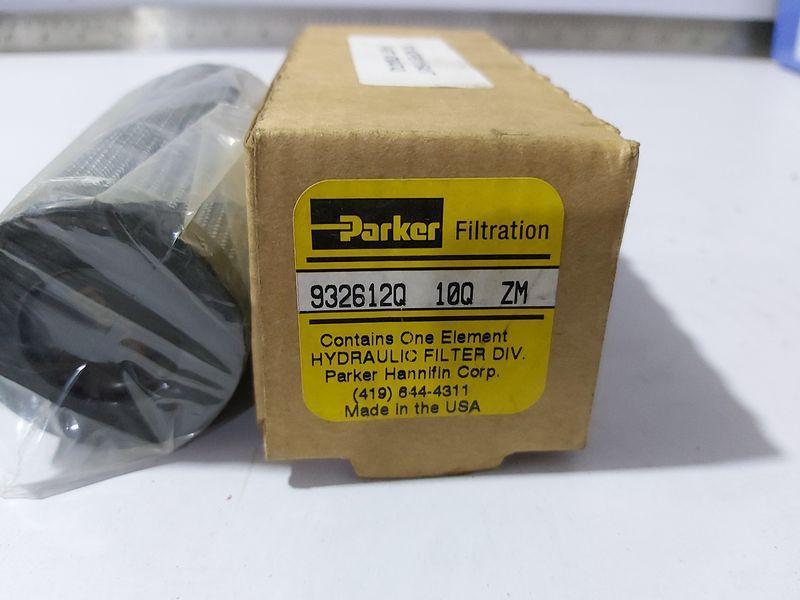 Parker Filtration
932612Q 10Q ZM
Contains One Element
HYDRAULIC FILTER DIV.
Parker Hannifin Corp.
(419) 644-4311
Made in the USA